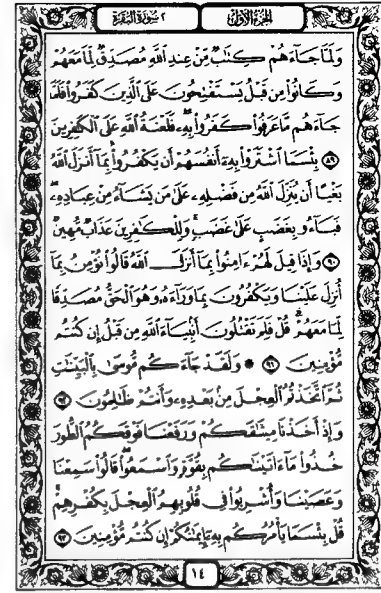 الجزء الأول
٢ سورة البقرة
وَلَمَّا جَآءَهُمْ كِتَٰبٌ مِّنْ عِندِ ٱللَّهِ مُصَدِّقٌ لِّمَا مَعَهُمْ
وَكَانُوا۟ مِن قَبْلُ يَسْتَفْتِحُونَ عَلَى ٱلَّذِينَ كَفَرُوا۟ فَلَمَّا
جَآءَهُم مَّا عَرَفُوا۟ كَفَرُوا۟ بِهِۦ ۚ فَلَعْنَةُ ٱللَّهِ عَلَى ٱلْكَٰفِرِينَ
٨٩ بِئْسَمَا ٱشْتَرَوْا۟ بِهِۦٓ أَنفُسَهُمْ أَن يَكْفُرُوا۟ بِمَآ أَنزَلَ ٱللَّهُ
بَغْيًا أَن يُنَزِّلَ ٱللَّهُ مِن فَضْلِهِۦ عَلَىٰ مَن يَشَآءُ مِنْ عِبَادِهِۦ ۖ
فَبَآءُو بِغَضَبٍ عَلَىٰ غَضَبٍ ۚ وَلِلْكَٰفِرِينَ عَذَابٌ مُّهِينٌ
٩٠ وَإِذَا قِيلَ لَهُمْ ءَامِنُوا۟ بِمَآ أَنزَلَ ٱللَّهُ قَالُوا۟ نُؤْمِنُ بِمَآ
أُنزِلَ عَلَيْنَا وَيَكْفُرُونَ بِمَا وَرَآءَهُۥ وَهُوَ ٱلْحَقُّ مُصَدِّقًا
لِّمَا مَعَهُمْ ۗ قُلْ فَلِمَ تَقْتُلُونَ أَنۢبِيَآءَ ٱللَّهِ مِن قَبْلُ إِن كُنتُم
مُّؤْمِنِينَ ٩١ ۞ وَلَقَدْ جَآءَكُم مُّوسَىٰ بِٱلْبَيِّنَٰتِ
ثُمَّ ٱتَّخَذْتُمُ ٱلْعِجْلَ مِنۢ بَعْدِهِۦ وَأَنتُمْ ظَٰلِمُونَ ٩٢
وَإِذْ أَخَذْنَا مِيثَٰقَكُمْ وَرَفَعْنَا فَوْقَكُمُ ٱلطُّورَ
خُذُوا۟ مَآ ءَاتَيْنَٰكُم بِقُوَّةٍ وَٱسْمَعُوا۟ ۖ قَالُوا۟ سَمِعْنَا
وَعَصَيْنَا وَأُشْرِبُوا۟ فِى قُلُوبِهِمُ ٱلْعِجْلَ بِكُفْرِهِمْ ۚ
قُلْ بِئْسَمَا يَأْمُرُكُم بِهِۦٓ إِيمَٰنُكُمْ إِن كُنتُم مُّؤْمِنِينَ ٩٣
١٤